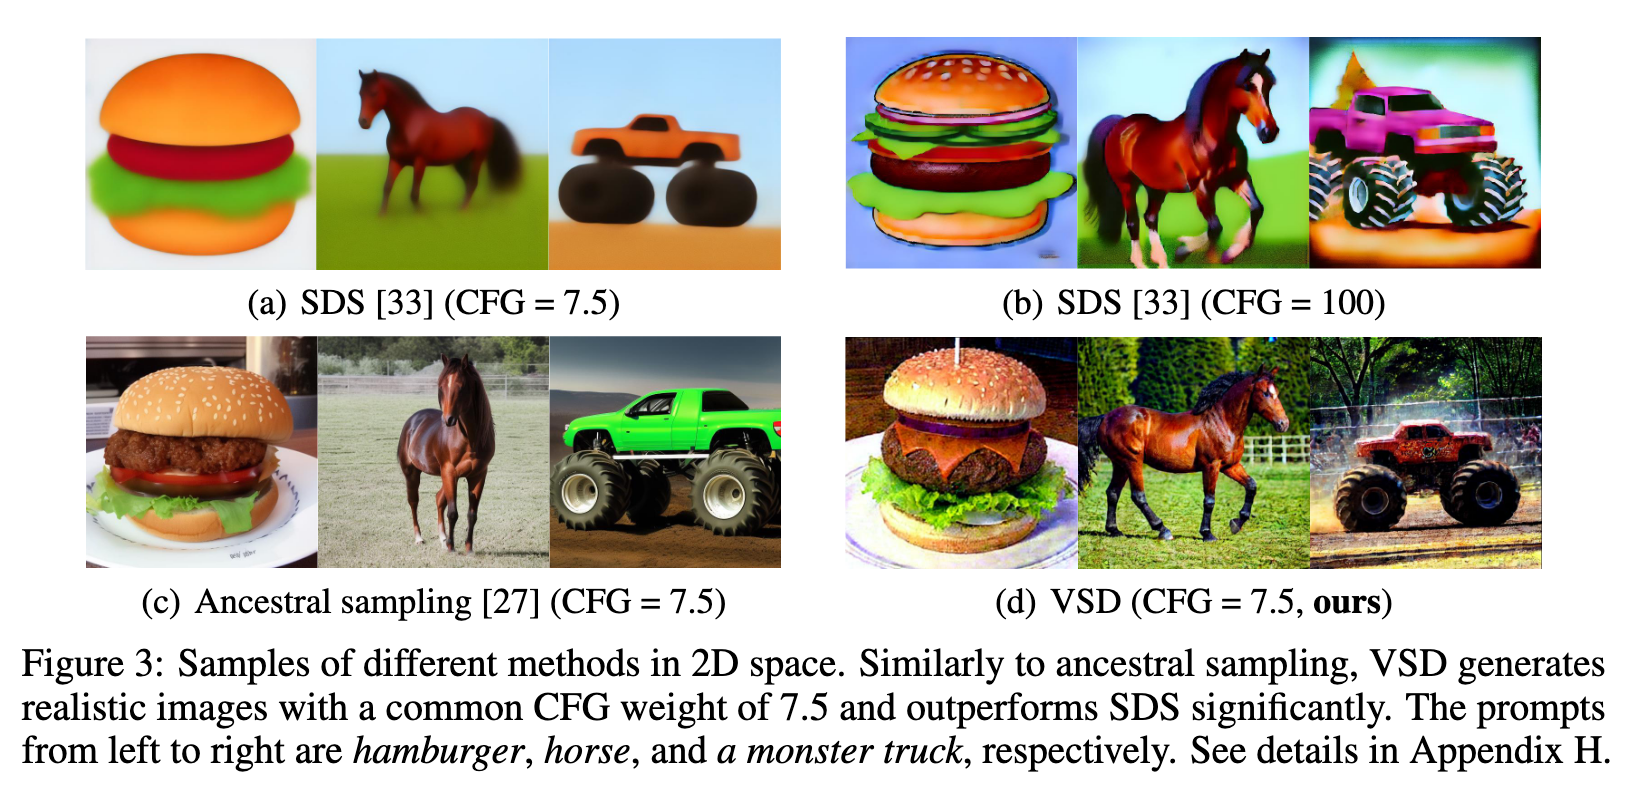 (a) SDS [33] (CFG = 7.5)
(b) SDS [33] (CFG = 100)
(c) Ancestral sampling [27] (CFG = 7.5)
(d) VSD (CFG = 7.5, ours)
Figure 3: Samples of different methods in 2D space. Similarly to ancestral sampling, VSD generates
realistic images with a common CFG weight of 7.5 and outperforms SDS significantly. The prompts
from left to right are hamburger, horse, and a monster truck, respectively. See details in Appendix H.